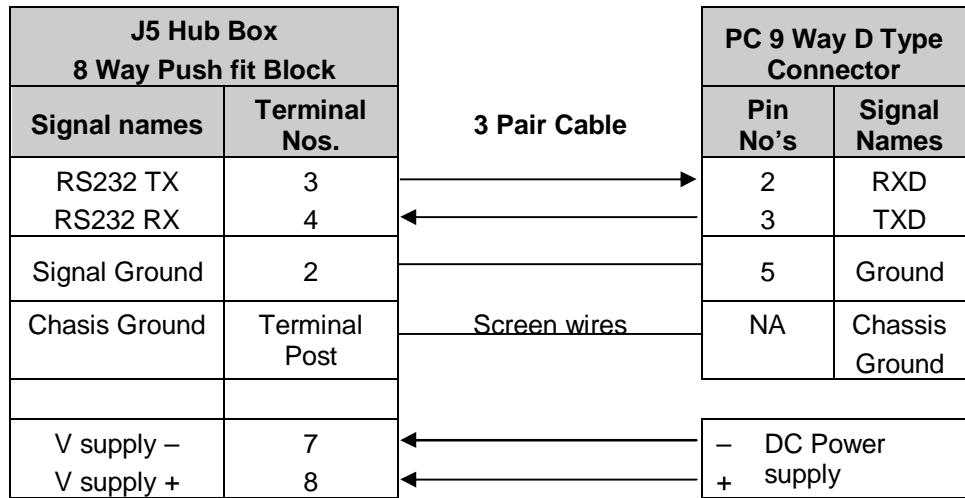 J5 Hub Box
8 Way Push fit Block
PC 9 Way D Type
Connector
Signal names
Terminal
Nos.
3 Pair Cable
Pin
No’s
Signal
Names
RS232 TX 3 2 RXD
RS232 RX 4 3 TXD
Signal Ground 2 5 Ground
Chasis Ground Terminal
Post
Screen wires
NA Chassis
Ground
V supply – 7 – DC Power
V supply + 8 + supply